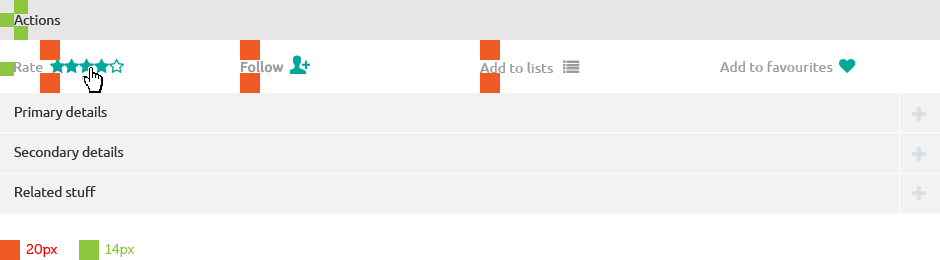 Actions
Rate Follow Add to lists Add to favourites
Primary details
Secondary details
Related stuff
20px 14px